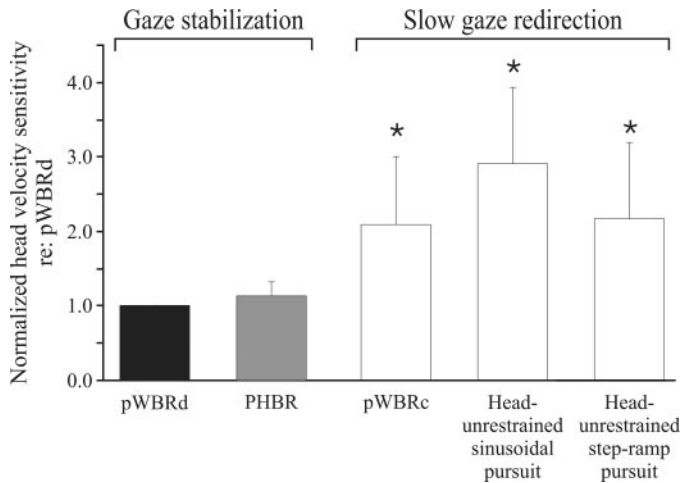 Gaze stabilization Slow gaze redirection
Normalized head velocity sensitivity
re: pWBRd
4.0
3.0
2.0
1.0
0.0
*
*
*
pWBRd PHBR pWBRc Head- Head-
unrestrained unrestrained
sinusoidal step-ramp
pursuit pursuit